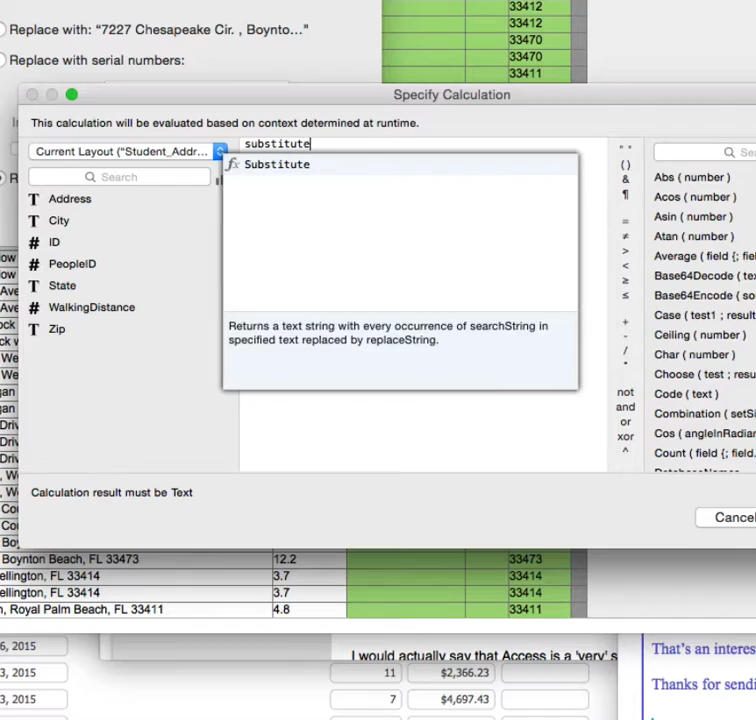 33412
Replace with: “7227 Chesapeake Cir. , Boynto...”
33412
33470
Replace with serial numbers:
33470
33411
Specify Calculation
This calculation will be evaluated based on context determined at runtime.
Current Layout (“Student_Addr...
substitute
Search
fx Substitute
Address
City
ID
PeopleID
State
WalkingDistance
Zip
Returns a text string with every occurrence of searchString in
specified text replaced by replaceString.
" "
( )
&
¶
=
≠
>
<
≥
≤
+
-
/
*
not
and
or
xor
^
Abs ( number )
Acos ( number )
Asin ( number )
Atan ( number )
Average ( field {; field
Base64Decode (
Base64Encode (
Case ( test1 ;
Ceiling ( number )
Char ( number )
Choose ( test ;
Code ( text )
Combination (
Cos (
Count ( field {; field
Calculation result must be Text
Cancel
Boynton Beach, FL 33473 12.2 33473
ellington, FL 33414 3.7 33414
ellington, FL 33414 3.7 33414
, Royal Palm Beach, FL 33411 4.8 33411
6, 2015
I would actually say that Access is a 'very' s
That's an interes
3, 2015 11 $2,366.23
Thanks for sendi
3, 2015 7 $4,697.43